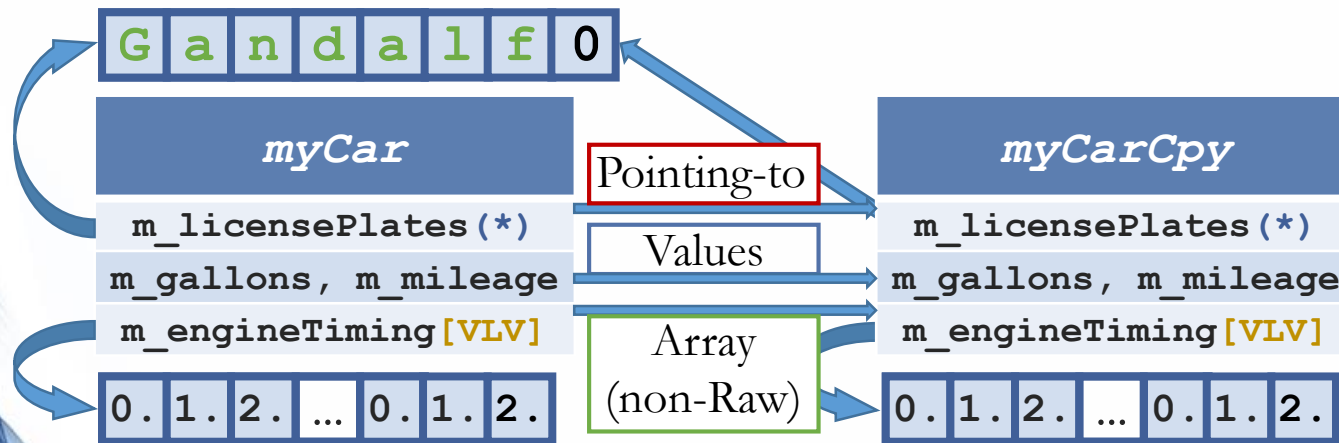 G a n d a l f 0
myCar
Pointing-to
myCarCpy
m_licensePlates(*)
m_licensePlates(*)
Values
m_gallons, m_mileage
m_gallons, m_mileage
m_engineTiming[VLV]
Array
(non-Raw)
m_engineTiming[VLV]
0. 1. 2. … 0. 1. 2.
0. 1. 2. … 0. 1. 2.